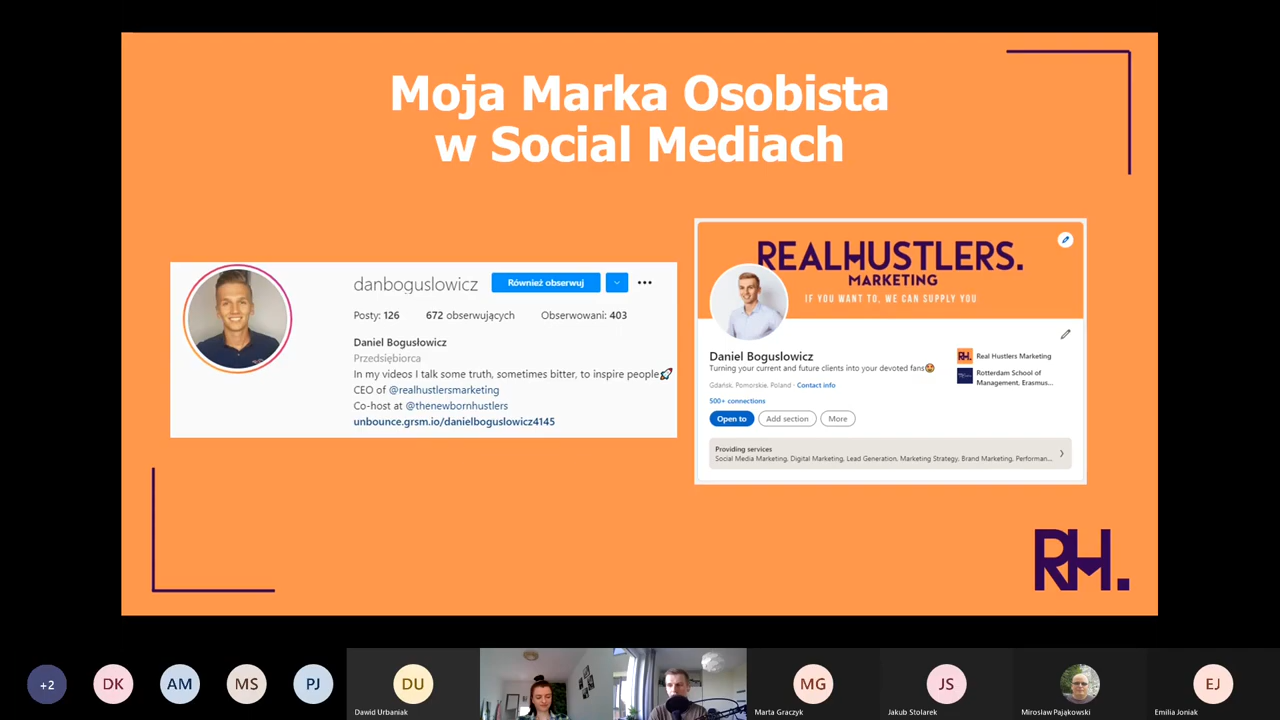 Moja Marka Osobista
w Social Mediach
danboguslowicz
Również obserwuj
Posty: 126 672 obserwujących Obserwowani: 403
Daniel Bogusłowicz
Przedsiębiorca
In my videos I talk some truth, sometimes bitter, to inspire people🚀
CEO of @realhustlersmarketing
Co-host at @thenewbornhustlers
unbounce.grsm.io/danielboguslowicz4145
REALHUSTLERS.
MARKETING
IF YOU WANT TO, WE CAN SUPPLY YOU
Daniel Boguslowicz
Turning your current and future clients into your devoted fans🤩
Gdańsk, Pomorskie, Poland · Contact info
500+ connections
Open to Add section More
RH. Real Hustlers Marketing
Rotterdam School of
Management, Erasmus...
Providing services
Social Media Marketing, Digital Marketing, Lead Generation, Marketing Strategy, Brand Marketing, Performan...
RH.
+2 DK AM MS PJ DU MG JS EJ
Dawid Urbaniak
Marta Graczyk
Jakub Stolarek
Mirosław Pająkowski
Emilia Joniak